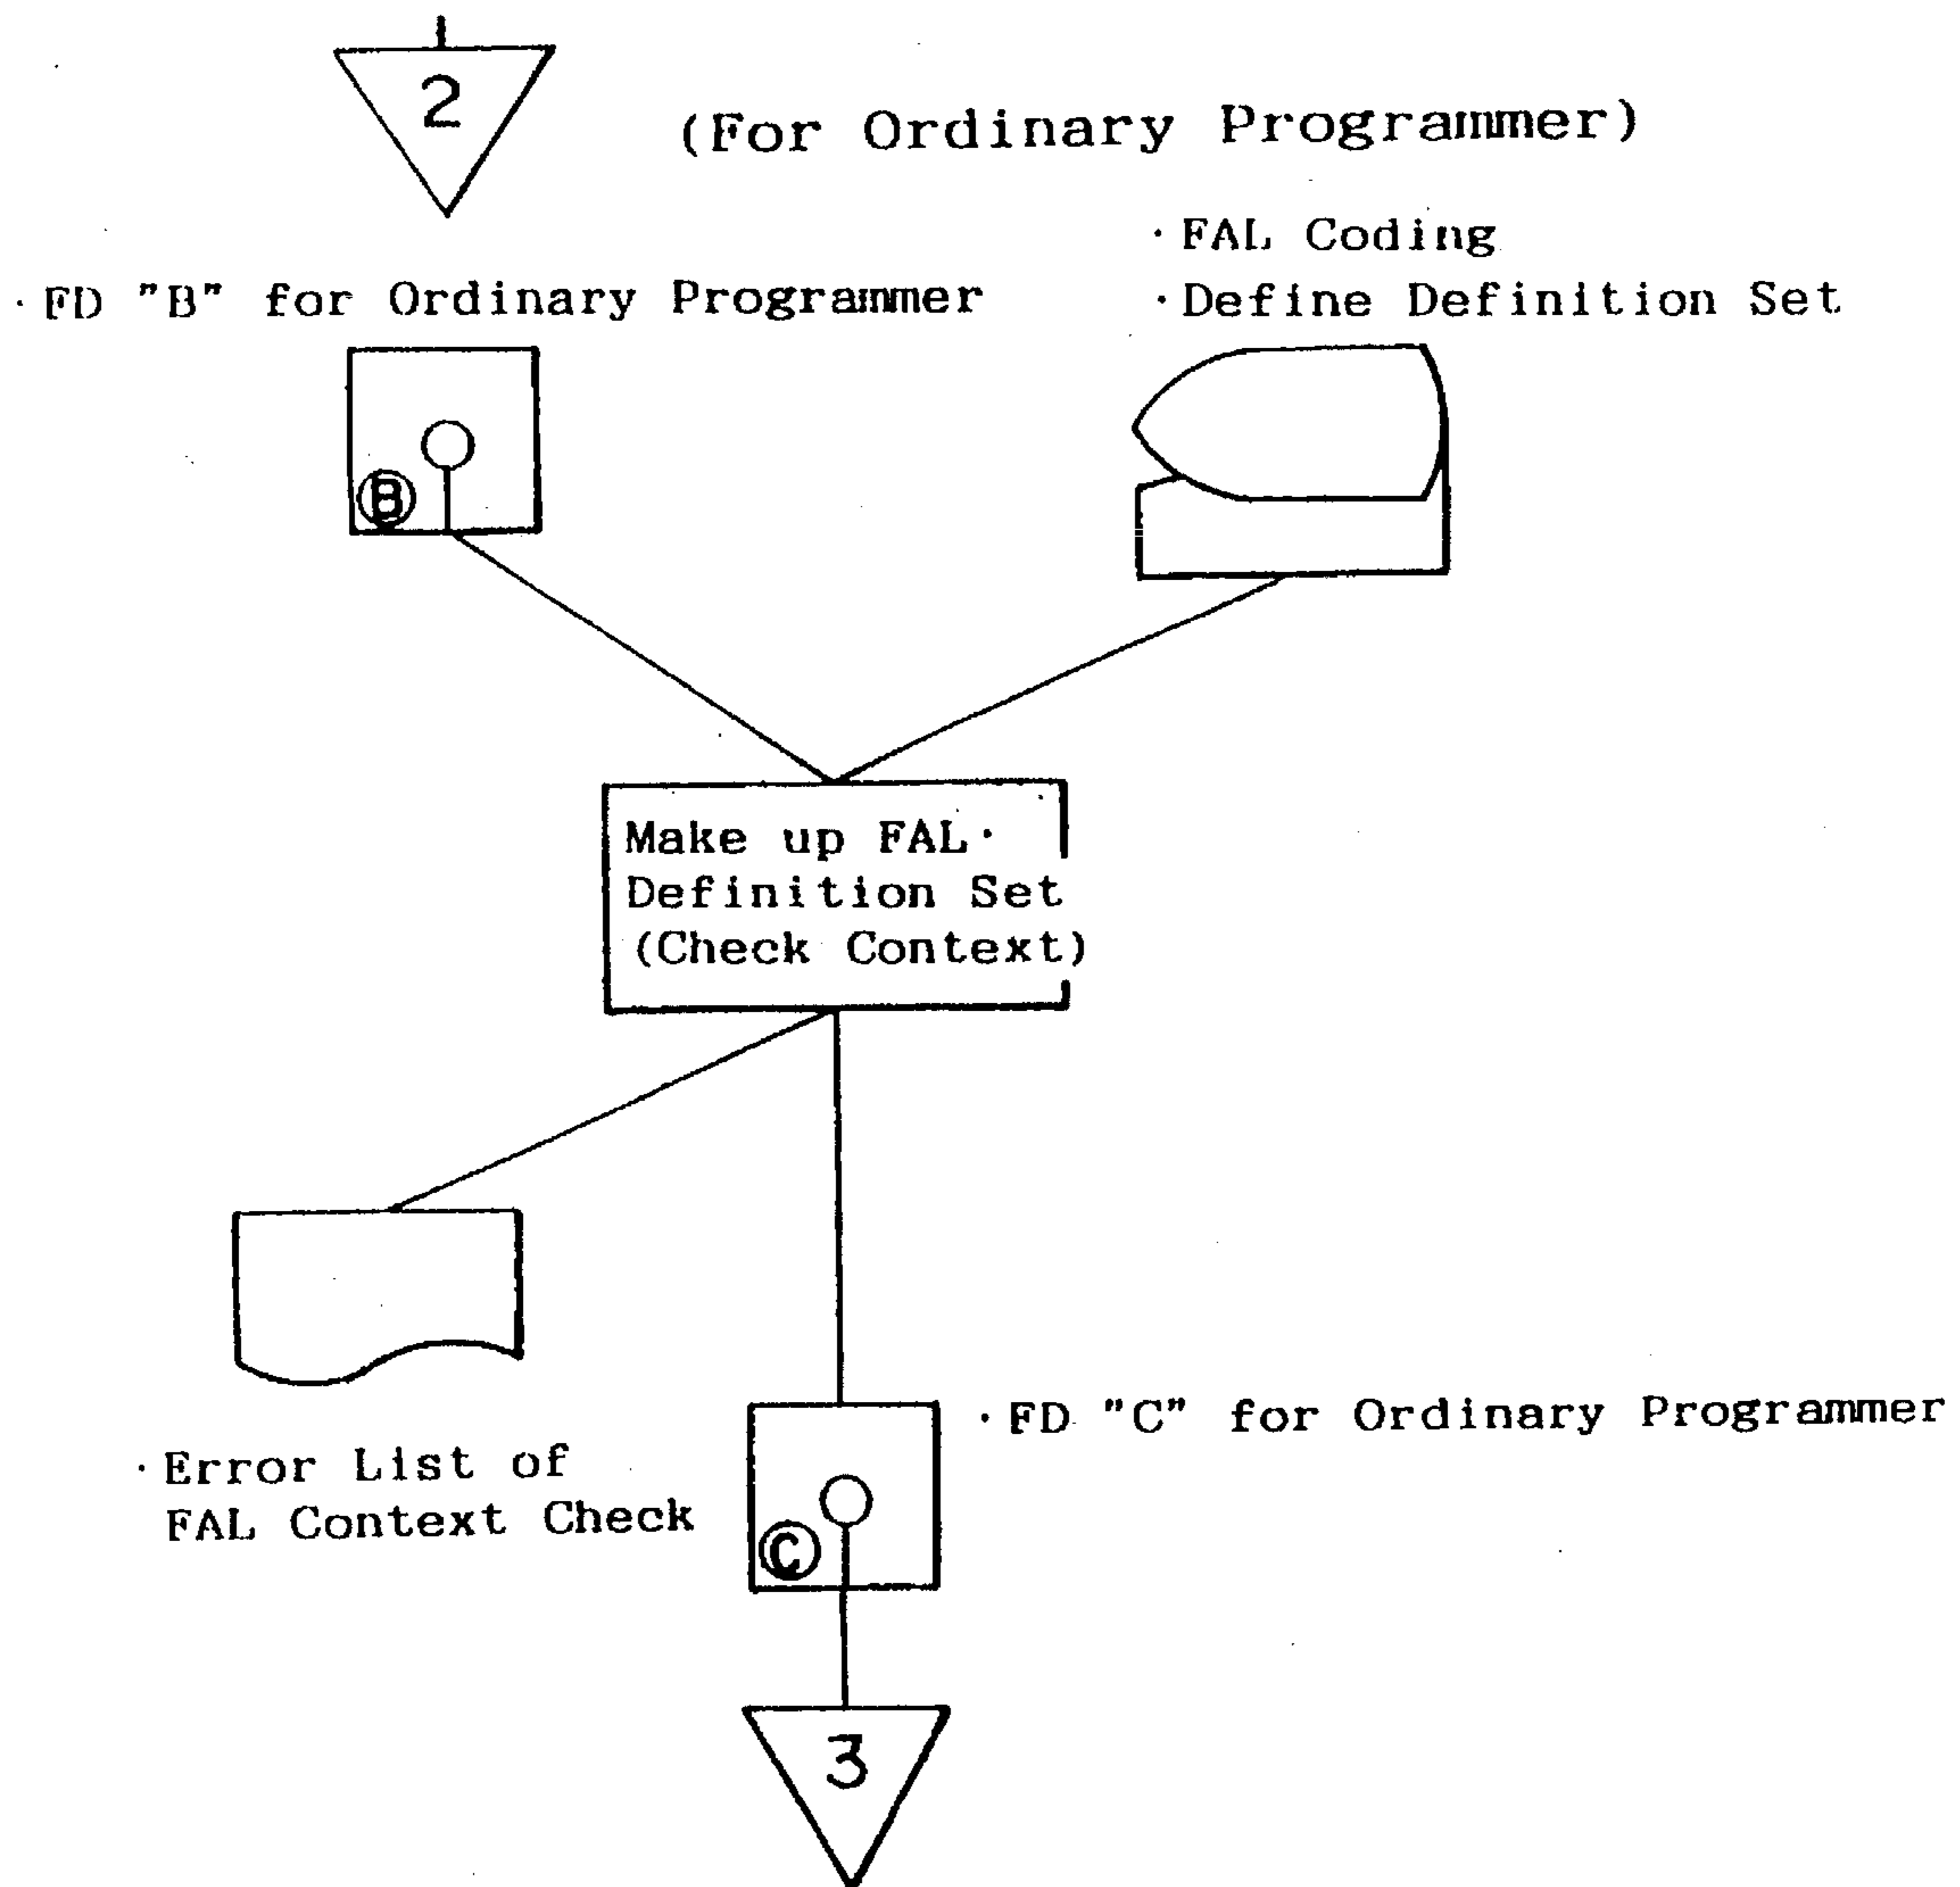 2
(For Ordinary Programmer)
·FAL Coding
·FD "B" for Ordinary Programmer
·Define Definition Set
B
Make up FAL·
Definition Set
(Check Context)
·FD "C" for Ordinary Programmer
·Error List of
FAL Context Check
C
3